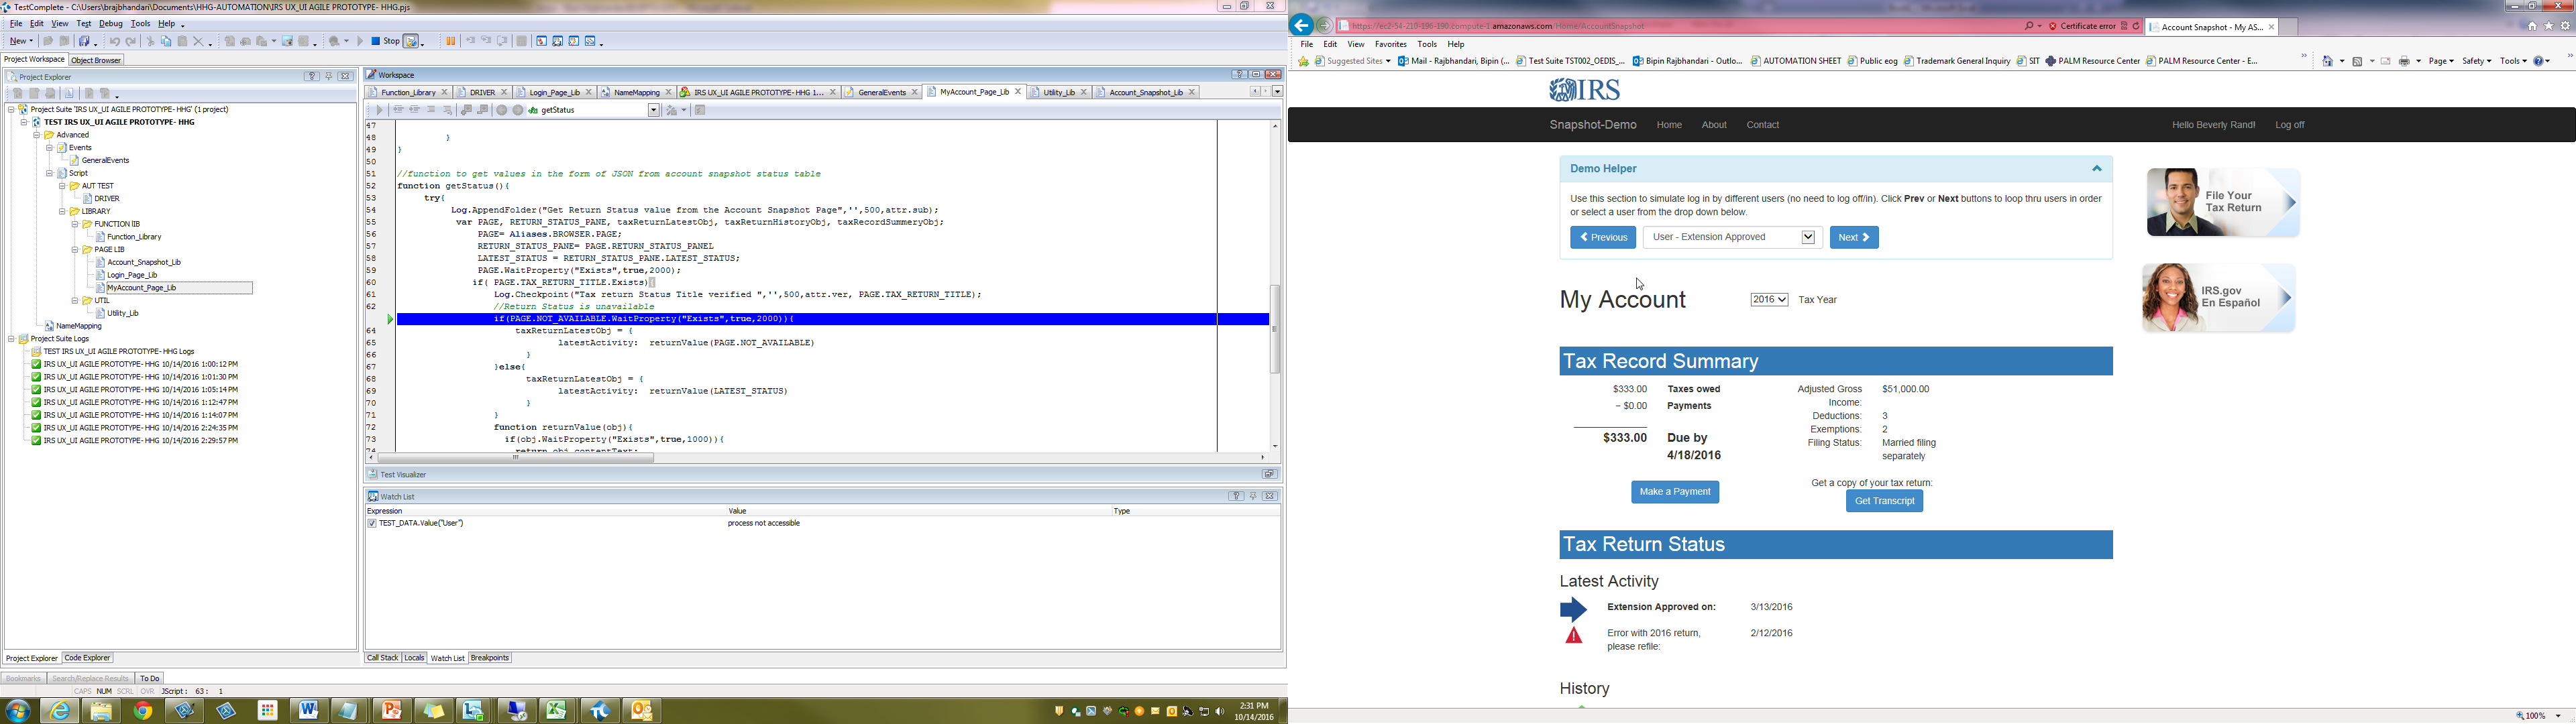 TestComplete - C:\Users\brajbhandari\Documents\HHG-AUTOMATION\IRS UX_UI AGILE PROTOTYPE- HHG.pjs
File Edit View Test Debug Tools Help
New Stop
Project Workspace Object Browser
Project Explorer
Project Suite 'IRS UX_UI AGILE PROTOTYPE- HHG' (1 project)
TEST IRS UX_UI AGILE PROTOTYPE- HHG
Advanced
Events
GeneralEvents
Script
AUT TEST
DRIVER
LIBRARY
FUNCTION lIB
Function_Library
PAGE LIB
Account_Snapshot_Lib
Login_Page_Lib
MyAccount_Page_Lib
UTIL
Utility_Lib
NameMapping
Project Suite Logs
TEST IRS UX_UI AGILE PROTOTYPE- HHG Logs
IRS UX_UI AGILE PROTOTYPE- HHG 10/14/2016 1:00:12 PM
IRS UX_UI AGILE PROTOTYPE- HHG 10/14/2016 1:01:30 PM
IRS UX_UI AGILE PROTOTYPE- HHG 10/14/2016 1:05:14 PM
IRS UX_UI AGILE PROTOTYPE- HHG 10/14/2016 1:12:47 PM
IRS UX_UI AGILE PROTOTYPE- HHG 10/14/2016 1:14:07 PM
IRS UX_UI AGILE PROTOTYPE- HHG 10/14/2016 2:24:35 PM
IRS UX_UI AGILE PROTOTYPE- HHG 10/14/2016 2:29:57 PM
Project Explorer Code Explorer
Workspace
Function_Library DRIVER Login_Page_Lib NameMapping IRS UX_UI AGILE PROTOTYPE- HHG 1... GeneralEvents MyAccount_Page_Lib Utility_Lib Account_Snapshot_Lib
getStatus
47
48 }
49 }
50
51 //function to get values in the form of JSON from account snapshot status table
52 function getStatus(){
53 try{
54 Log.AppendFolder("Get Return Status value from the Account Snapshot Page",'',500,attr.sub);
55 var PAGE, RETURN_STATUS_PANE, taxReturnLatestObj, taxReturnHistoryObj, taxRecordSummeryObj;
56 PAGE= Aliases.BROWSER.PAGE;
57 RETURN_STATUS_PANE= PAGE.RETURN_STATUS_PANEL
58 LATEST_STATUS = RETURN_STATUS_PANE.LATEST_STATUS;
59 PAGE.WaitProperty("Exists",true,2000);
60 if( PAGE.TAX_RETURN_TITLE.Exists){
61 Log.Checkpoint("Tax return Status Title verified ",'',500,attr.ver, PAGE.TAX_RETURN_TITLE);
62 //Return Status is unavailable
if(PAGE.NOT_AVAILABLE.WaitProperty("Exists",true,2000)){
64 taxReturnLatestObj = {
65 latestActivity: returnValue(PAGE.NOT_AVAILABLE)
66 }
67 }else{
68 taxReturnLatestObj = {
69 latestActivity: returnValue(LATEST_STATUS)
70 }
71 }
72 function returnValue(obj){
73 if(obj.WaitProperty("Exists",true,1000)){
74 return obj.contentText;
Test Visualizer
Watch List
Expression Value Type
TEST_DATA.Value("User") process not accessible
Call Stack Locals Watch List Breakpoints
Bookmarks Search/Replace Results To Do
CAPS NUM SCRL OVR JScript : 63 : 1
2:31 PM
10/14/2016
amazonaws.com/Home/AccountSnapshot
Certificate error
Account Snapshot - My AS...
File Edit View Favorites Tools Help
Suggested Sites Mail - Rajbhandari, Bipin (... Test Suite TST002_OEDIS_... Bipin Rajbhandari - Outlo... AUTOMATION SHEET Public eog Trademark General Inquiry SIT PALM Resource Center PALM Resource Center - E...
Page Safety Tools
IRS
Snapshot-Demo Home About Contact Hello Beverly Rand! Log off
Demo Helper
Use this section to simulate log in by different users (no need to log off/in). Click Prev or Next buttons to loop thru users in order
or select a user from the drop down below.
Previous User - Extension Approved Next
File Your
Tax Return
IRS.gov
En Español
My Account 2016 Tax Year
Tax Record Summary
$333.00 Taxes owed
− $0.00 Payments
$333.00 Due by
4/18/2016
Make a Payment
Adjusted Gross $51,000.00
Income:
Deductions: 3
Exemptions: 2
Filing Status: Married filing
separately
Get a copy of your tax return:
Get Transcript
Tax Return Status
Latest Activity
Extension Approved on: 3/13/2016
Error with 2016 return, 2/12/2016
please refile:
History
100%